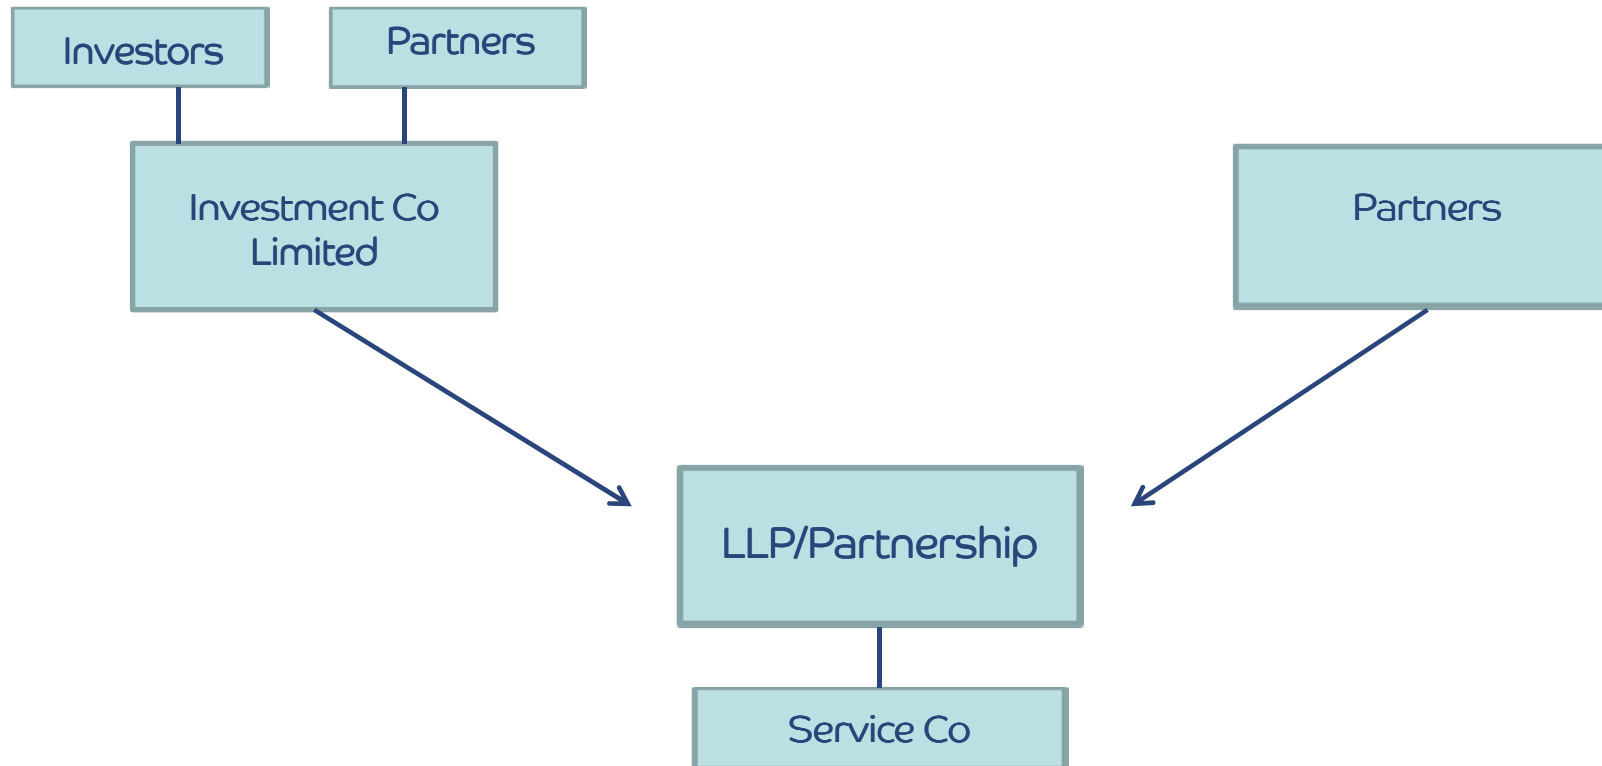 Investors
Partners
Investment Co
Limited
Partners
LLP/Partnership
Service Co